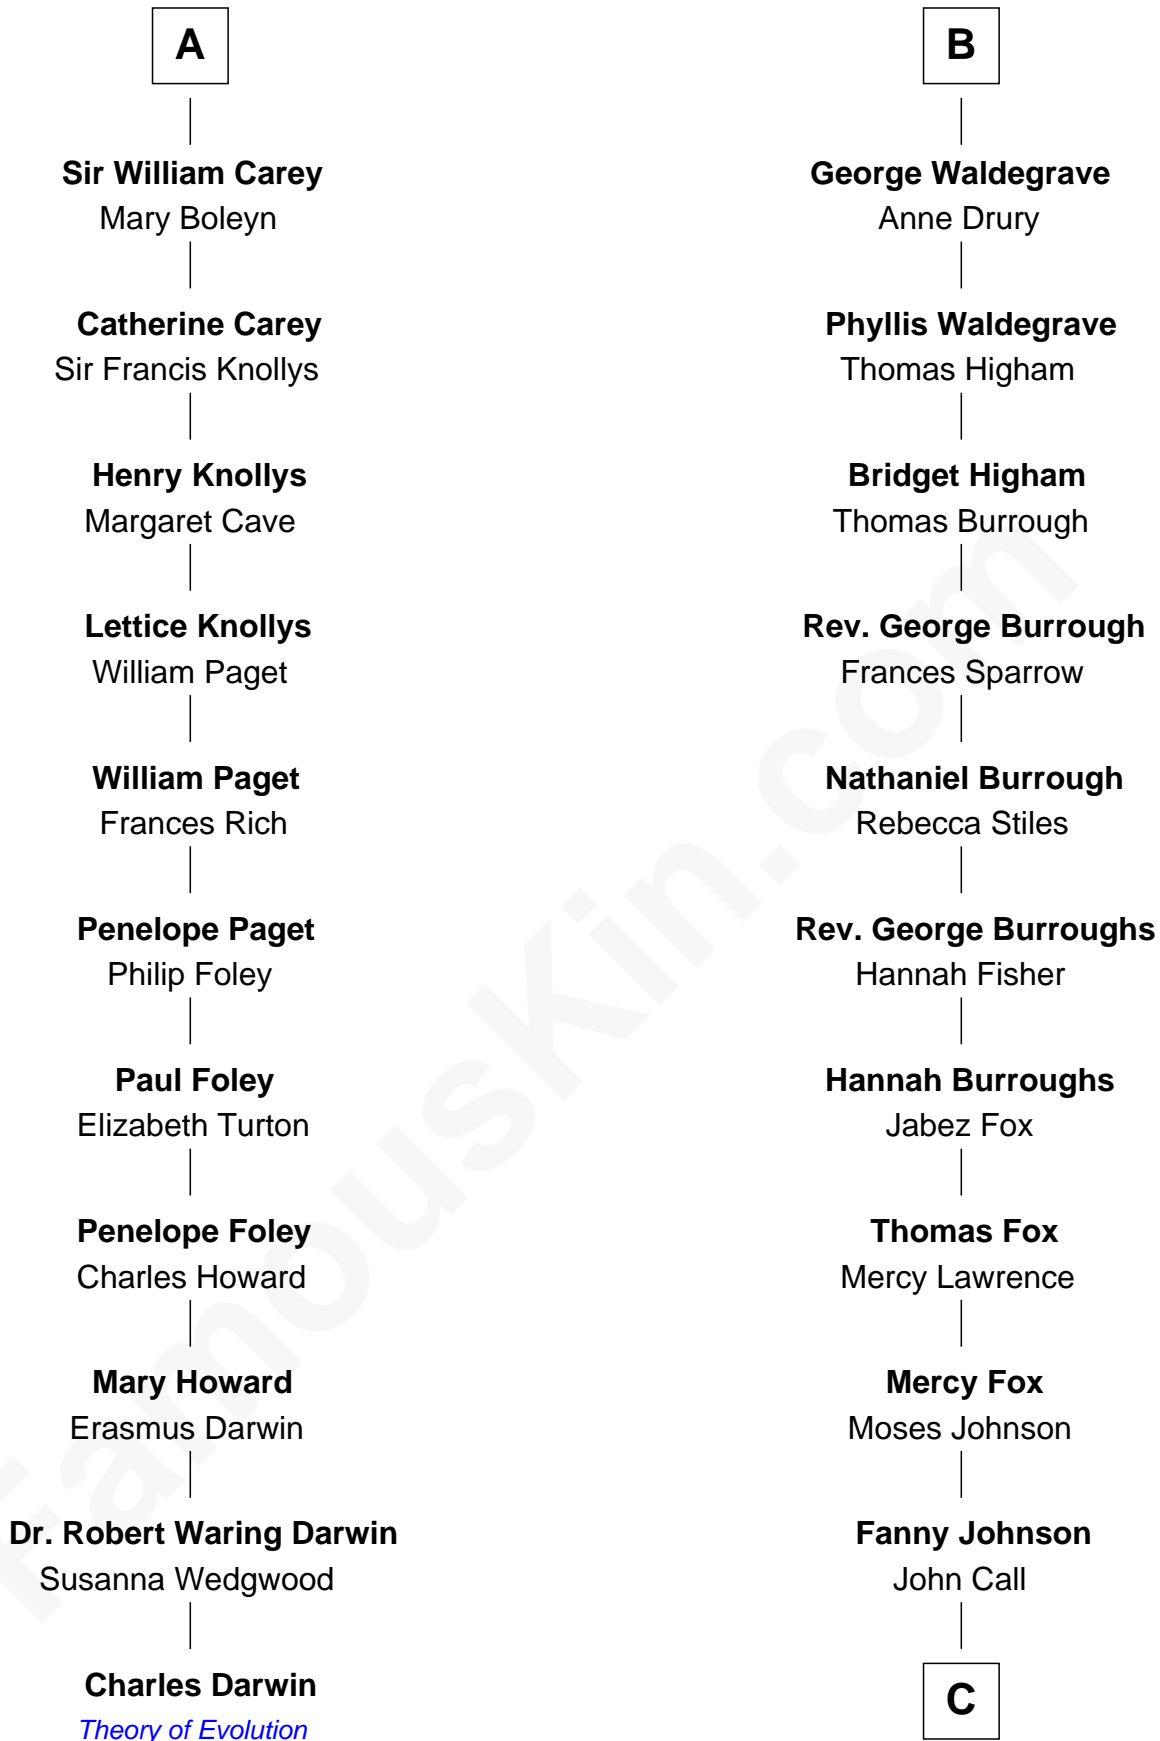 A
Sir William Carey
Mary Boleyn
Catherine Carey
Sir Francis Knollys
Henry Knollys
Margaret Cave
Lettice Knollys
William Paget
William Paget
Frances Rich
Penelope Paget
Philip Foley
Paul Foley
Elizabeth Turton
Penelope Foley
Charles Howard
Mary Howard
Erasmus Darwin
Dr. Robert Waring Darwin
Susanna Wedgwood
Charles Darwin
Theory of Evolution
B
George Waldegrave
Anne Drury
Phyllis Waldegrave
Thomas Higham
Bridget Higham
Thomas Burrough
Rev. George Burrough
Frances Sparrow
Nathaniel Burrough
Rebecca Stiles
Rev. George Burroughs
Hannah Fisher
Hannah Burroughs
Jabez Fox
Thomas Fox
Mercy Lawrence
Mercy Fox
Moses Johnson
Fanny Johnson
John Call
C
FamousKin.com